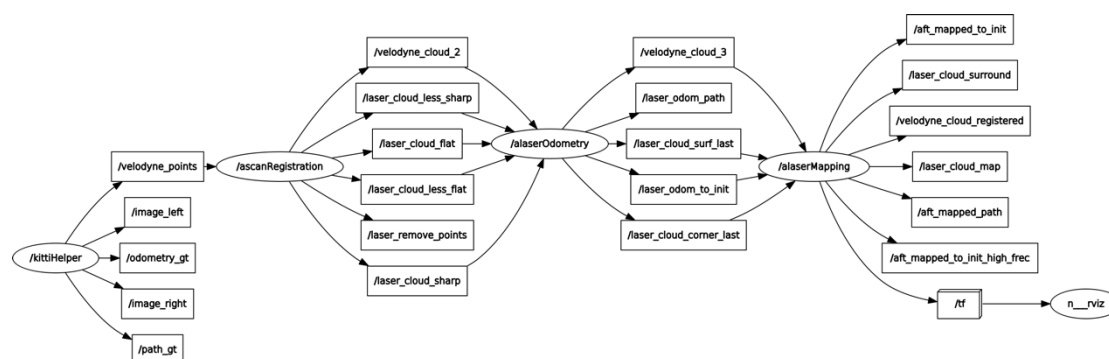 /kittiHelper
/velodyne_points
/image_left
/odometry_gt
/image_right
/path_gt
/ascanRegistration
/velodyne_cloud_2
/laser_cloud_less_sharp
/laser_cloud_flat
/laser_cloud_less_flat
/laser_remove_points
/laser_cloud_sharp
/alaserOdometry
/velodyne_cloud_3
/laser_odom_path
/laser_cloud_surf_last
/laser_odom_to_init
/laser_cloud_corner_last
/alaserMapping
/aft_mapped_to_init
/laser_cloud_surround
/velodyne_cloud_registered
/laser_cloud_map
/aft_mapped_path
/aft_mapped_to_init_high_frec
/tf
n___rviz